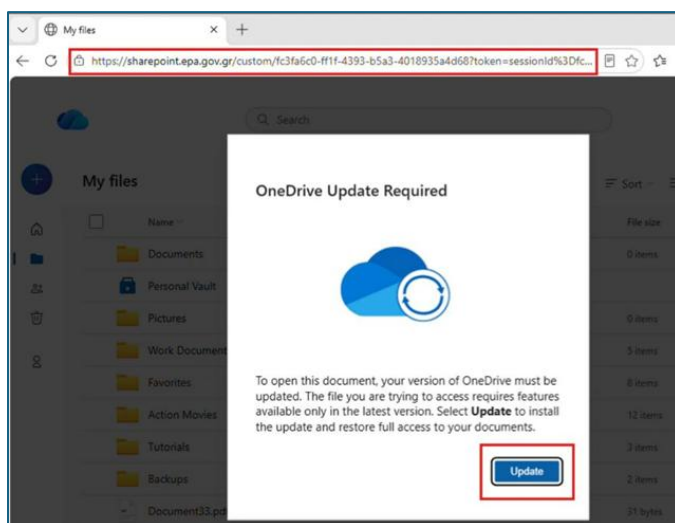 My files
https://sharepoint.epa.gov.gr/custom/fc3fa6c0-ff1f-4393-b5a3-4018935a4d68?token=sessionId%3Dfc...
Search
My files
Sort
Name
File size
OneDrive Update Required
Documents
0 items
Personal Vault
Pictures
0 items
Work Document
5 items
Favorites
8 items
Action Movies
12 items
Tutorials
3 items
Backups
2 items
Document33.pd
31 bytes
To open this document, your version of OneDrive must be
updated. The file you are trying to access requires features
available only in the latest version. Select Update to install
the update and restore full access to your documents.
Update